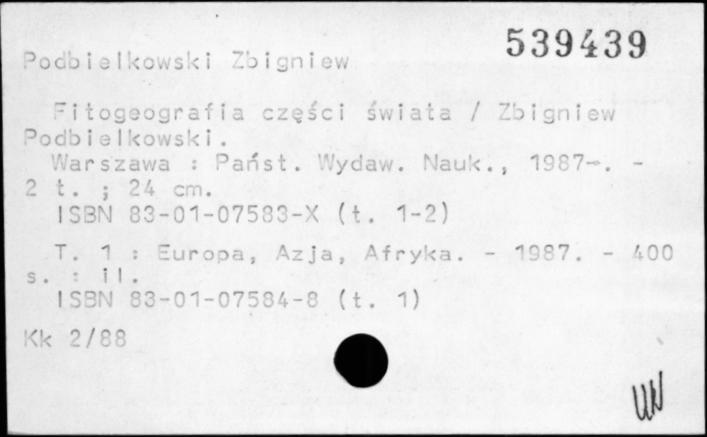 539439
Podbielkowski Zbigniew
Fitogeografia części świata / Zbigniew
Podbielkowski.
Warszawa : Państ. Wydaw. Nauk., 1987-. -
2 t. ; 24 cm.
ISBN 83-01-07583-X (t. 1-2)
T. 1 : Europa, Azja, Afryka. - 1987. - 400
s. : il.
ISBN 83-01-07584-8 (t. 1)
Kk 2/88